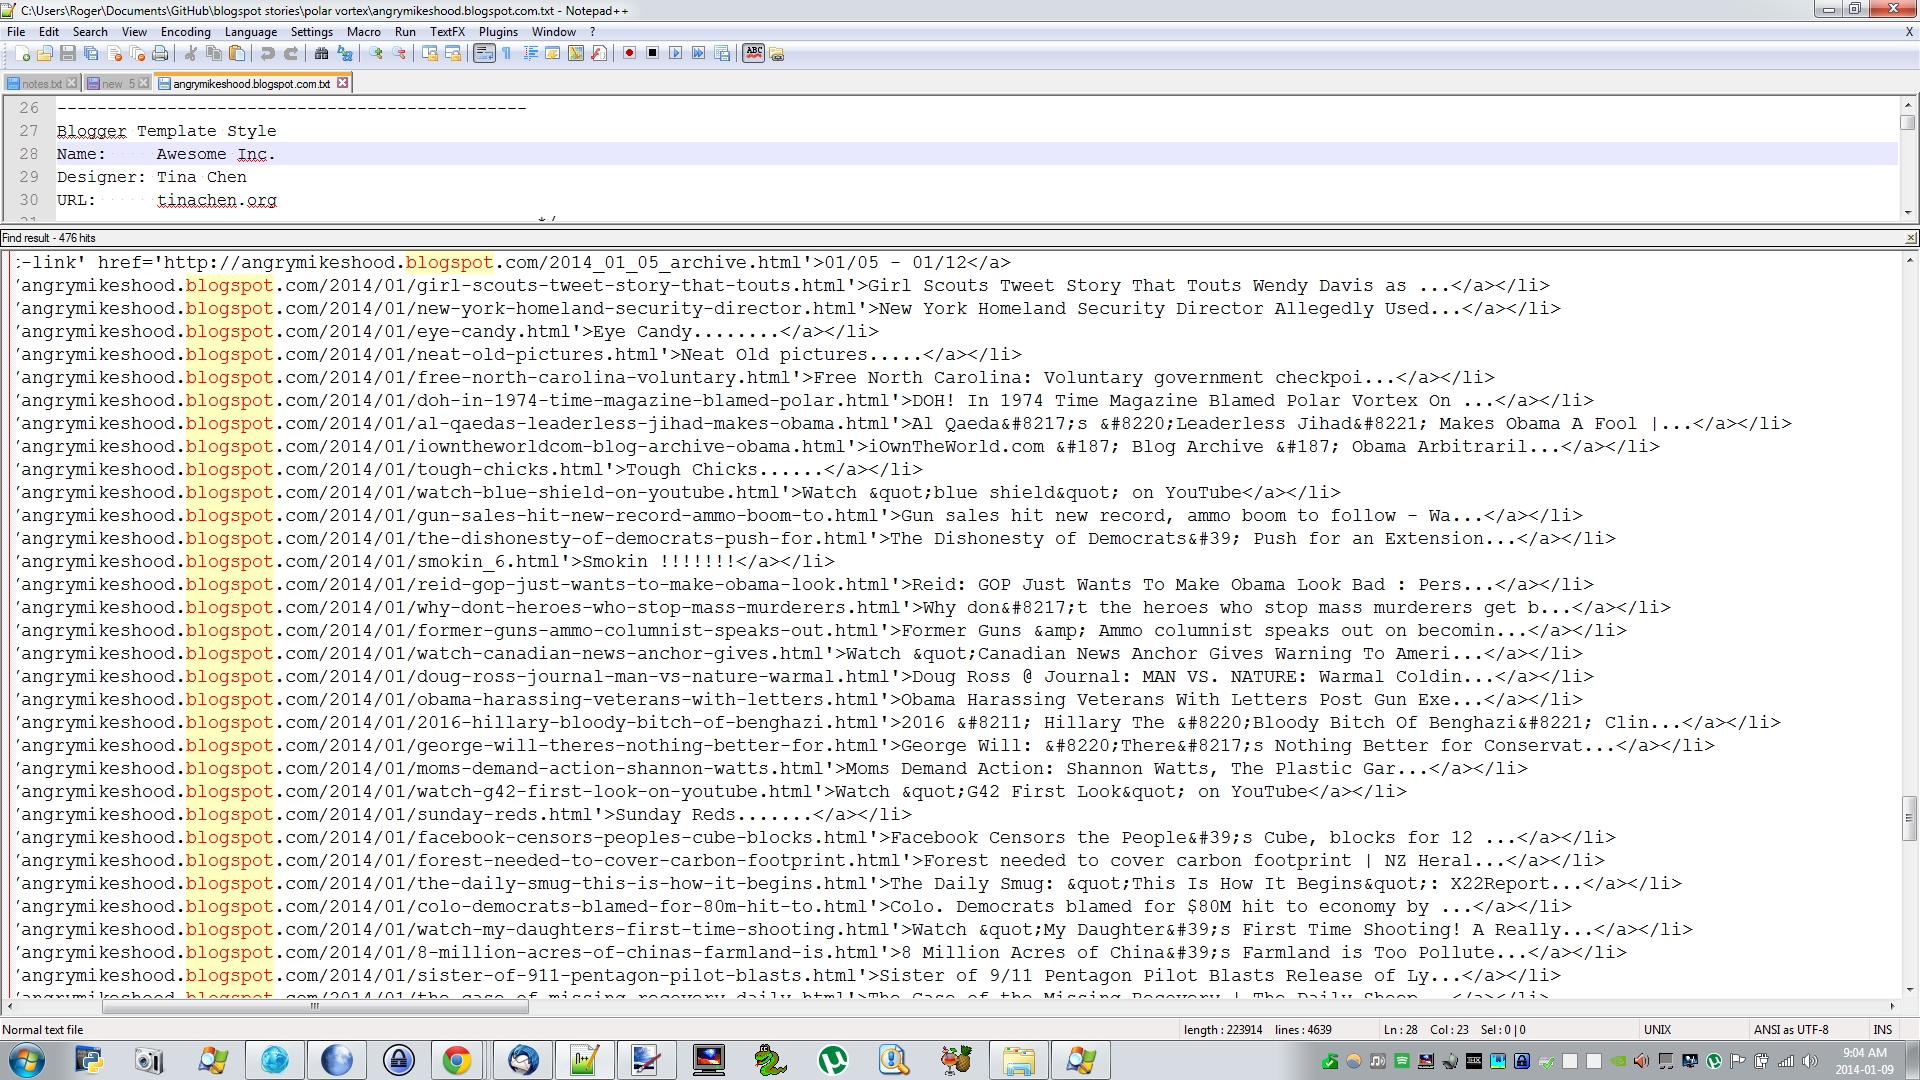 C:\Users\Roger\Documents\GitHub\blogspot stories\polar vortex\angrymikeshood.blogspot.com.txt - Notepad++
File Edit Search View Encoding Language Settings Macro Run TextFX Plugins Window ? X
notes.txt new 5 angrymikeshood.blogspot.com.txt
26 -----------------------------------------------
27 Blogger Template Style
28 Name: Awesome Inc.
29 Designer: Tina Chen
30 URL: tinachen.org
Find result - 476 hits
-link' href='http://angrymikeshood.blogspot.com/2014_01_05_archive.html'>01/05 - 01/12</a>
/angrymikeshood.blogspot.com/2014/01/girl-scouts-tweet-story-that-touts.html'>Girl Scouts Tweet Story That Touts Wendy Davis as ...</a></li>
/angrymikeshood.blogspot.com/2014/01/new-york-homeland-security-director.html'>New York Homeland Security Director Allegedly Used...</a></li>
/angrymikeshood.blogspot.com/2014/01/eye-candy.html'>Eye Candy........</a></li>
/angrymikeshood.blogspot.com/2014/01/neat-old-pictures.html'>Neat Old pictures.....</a></li>
/angrymikeshood.blogspot.com/2014/01/free-north-carolina-voluntary.html'>Free North Carolina: Voluntary government checkpoi...</a></li>
/angrymikeshood.blogspot.com/2014/01/doh-in-1974-time-magazine-blamed-polar.html'>DOH! In 1974 Time Magazine Blamed Polar Vortex On ...</a></li>
/angrymikeshood.blogspot.com/2014/01/al-qaedas-leaderless-jihad-makes-obama.html'>Al Qaeda&#8217;s &#8220;Leaderless Jihad&#8221; Makes Obama A Fool |...</a></li>
/angrymikeshood.blogspot.com/2014/01/iowntheworldcom-blog-archive-obama.html'>iOwnTheWorld.com &#187; Blog Archive &#187; Obama Arbitraril...</a></li>
/angrymikeshood.blogspot.com/2014/01/tough-chicks.html'>Tough Chicks......</a></li>
/angrymikeshood.blogspot.com/2014/01/watch-blue-shield-on-youtube.html'>Watch &quot;blue shield&quot; on YouTube</a></li>
/angrymikeshood.blogspot.com/2014/01/gun-sales-hit-new-record-ammo-boom-to.html'>Gun sales hit new record, ammo boom to follow - Wa...</a></li>
/angrymikeshood.blogspot.com/2014/01/the-dishonesty-of-democrats-push-for.html'>The Dishonesty of Democrats&#39; Push for an Extension...</a></li>
/angrymikeshood.blogspot.com/2014/01/smokin_6.html'>Smokin !!!!!!!</a></li>
/angrymikeshood.blogspot.com/2014/01/reid-gop-just-wants-to-make-obama-look.html'>Reid: GOP Just Wants To Make Obama Look Bad : Pers...</a></li>
/angrymikeshood.blogspot.com/2014/01/why-dont-heroes-who-stop-mass-murderers.html'>Why don&#8217;t the heroes who stop mass murderers get b...</a></li>
/angrymikeshood.blogspot.com/2014/01/former-guns-ammo-columnist-speaks-out.html'>Former Guns &amp; Ammo columnist speaks out on becomin...</a></li>
/angrymikeshood.blogspot.com/2014/01/watch-canadian-news-anchor-gives.html'>Watch &quot;Canadian News Anchor Gives Warning To Ameri...</a></li>
/angrymikeshood.blogspot.com/2014/01/doug-ross-journal-man-vs-nature-warmal.html'>Doug Ross @ Journal: MAN VS. NATURE: Warmal Coldin...</a></li>
/angrymikeshood.blogspot.com/2014/01/obama-harassing-veterans-with-letters.html'>Obama Harassing Veterans With Letters Post Gun Exe...</a></li>
/angrymikeshood.blogspot.com/2014/01/2016-hillary-bloody-bitch-of-benghazi.html'>2016 &#8211; Hillary The &#8220;Bloody Bitch Of Benghazi&#8221; Clin...</a></li>
/angrymikeshood.blogspot.com/2014/01/george-will-theres-nothing-better-for.html'>George Will: &#8220;There&#8217;s Nothing Better for Conservat...</a></li>
/angrymikeshood.blogspot.com/2014/01/moms-demand-action-shannon-watts.html'>Moms Demand Action: Shannon Watts, The Plastic Gar...</a></li>
/angrymikeshood.blogspot.com/2014/01/watch-g42-first-look-on-youtube.html'>Watch &quot;G42 First Look&quot; on YouTube</a></li>
/angrymikeshood.blogspot.com/2014/01/sunday-reds.html'>Sunday Reds.......</a></li>
/angrymikeshood.blogspot.com/2014/01/facebook-censors-peoples-cube-blocks.html'>Facebook Censors the People&#39;s Cube, blocks for 12 ...</a></li>
/angrymikeshood.blogspot.com/2014/01/forest-needed-to-cover-carbon-footprint.html'>Forest needed to cover carbon footprint | NZ Heral...</a></li>
/angrymikeshood.blogspot.com/2014/01/the-daily-smug-this-is-how-it-begins.html'>The Daily Smug: &quot;This Is How It Begins&quot;: X22Report...</a></li>
/angrymikeshood.blogspot.com/2014/01/colo-democrats-blamed-for-80m-hit-to.html'>Colo. Democrats blamed for $80M hit to economy by ...</a></li>
/angrymikeshood.blogspot.com/2014/01/watch-my-daughters-first-time-shooting.html'>Watch &quot;My Daughter&#39;s First Time Shooting! A Really...</a></li>
/angrymikeshood.blogspot.com/2014/01/8-million-acres-of-chinas-farmland-is.html'>8 Million Acres of China&#39;s Farmland is Too Pollute...</a></li>
/angrymikeshood.blogspot.com/2014/01/sister-of-911-pentagon-pilot-blasts.html'>Sister of 9/11 Pentagon Pilot Blasts Release of Ly...</a></li>
/angrymikeshood.blogspot.com/2014/01/the-case-of-missing-recovery-daily.html'>The Case of the Missing Recovery | The Daily Sheep...</a></li>
Normal text file length : 223914 lines : 4639 Ln : 28 Col : 23 Sel : 0 | 0 UNIX ANSI as UTF-8 INS
9:04 AM
2014-01-09